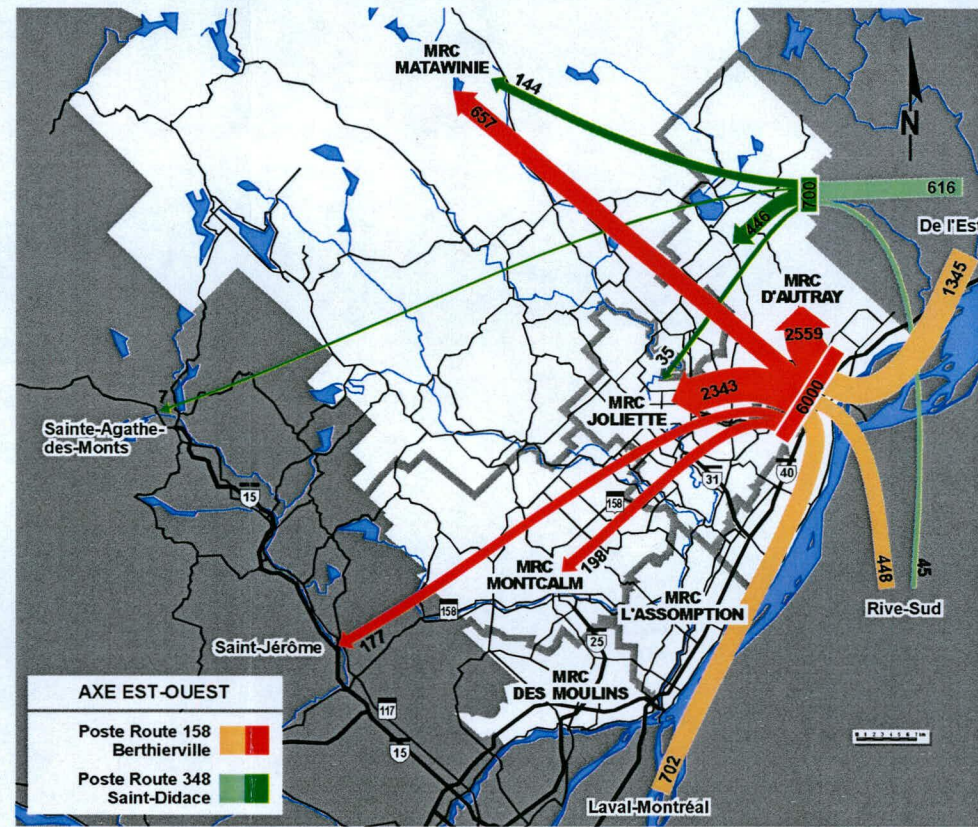 MRC
MATAWINIE
144
657
N
700
616
De l'Est
446
1345
MRC
D'AUTRAY
2559
35
2343
6000
MRC
JOLIETTE
7
Sainte-Agathe-
des-Monts
15
31
40
158
198
MRC
MONTCALM
448
45
MRC
L'ASSOMPTION
Rive-Sud
158
177
Saint-Jérôme
25
MRC
DES MOULINS
117
15
702
Laval-Montréal
AXE EST-OUEST
Poste Route 158
Berthierville
Poste Route 348
Saint-Didace